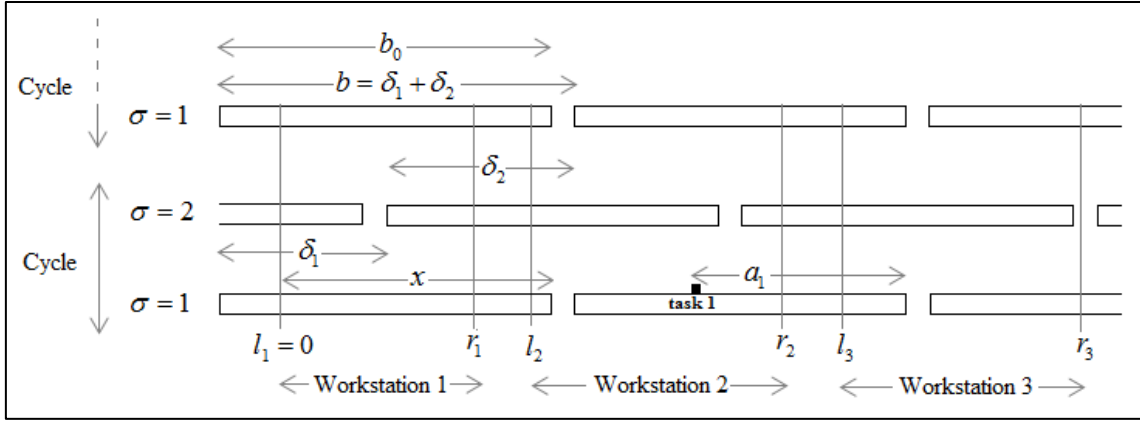 b₀
Cycle
b = δ₁ + δ₂
σ = 1
δ₂
σ = 2
Cycle
δ₁
x
a₁
σ = 1
task 1
l₁ = 0
r₁
l₂
r₂
l₃
r₃
Workstation 1
Workstation 2
Workstation 3